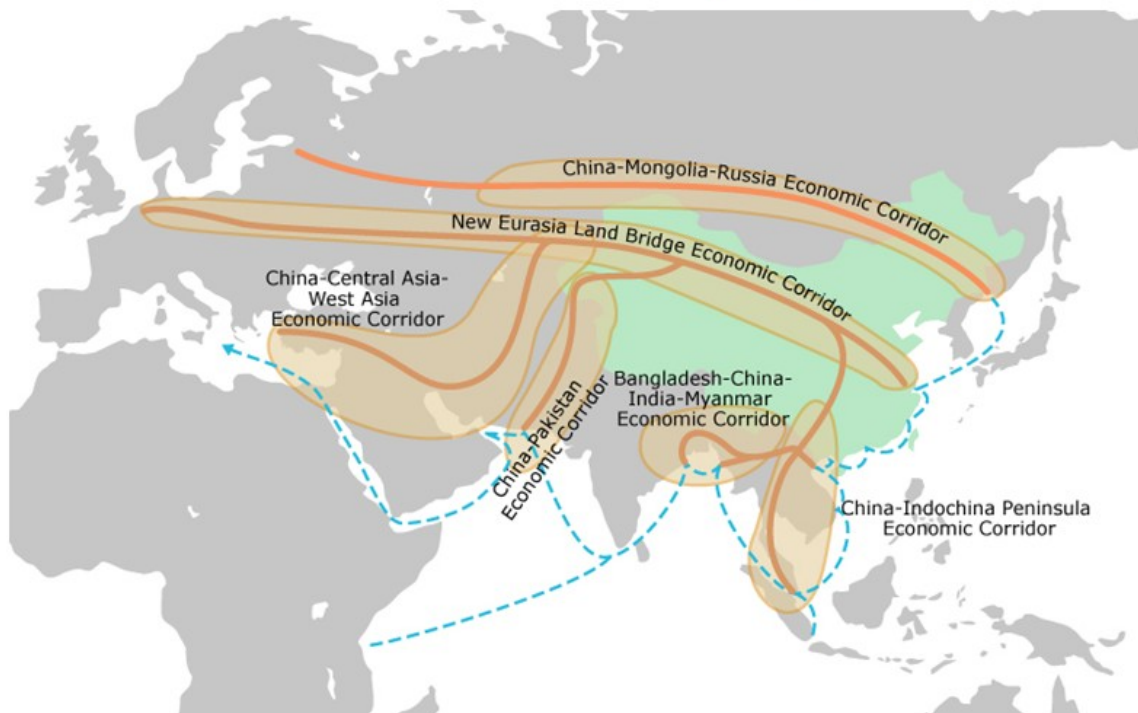 China-Mongolia-Russia Economic Corridor
New Eurasia Land Bridge Economic Corridor
China-Central Asia-
West Asia
Economic Corridor
China-Pakistan
Economic Corridor
Bangladesh-China-
India-Myanmar
Economic Corridor
China-Indochina Peninsula
Economic Corridor